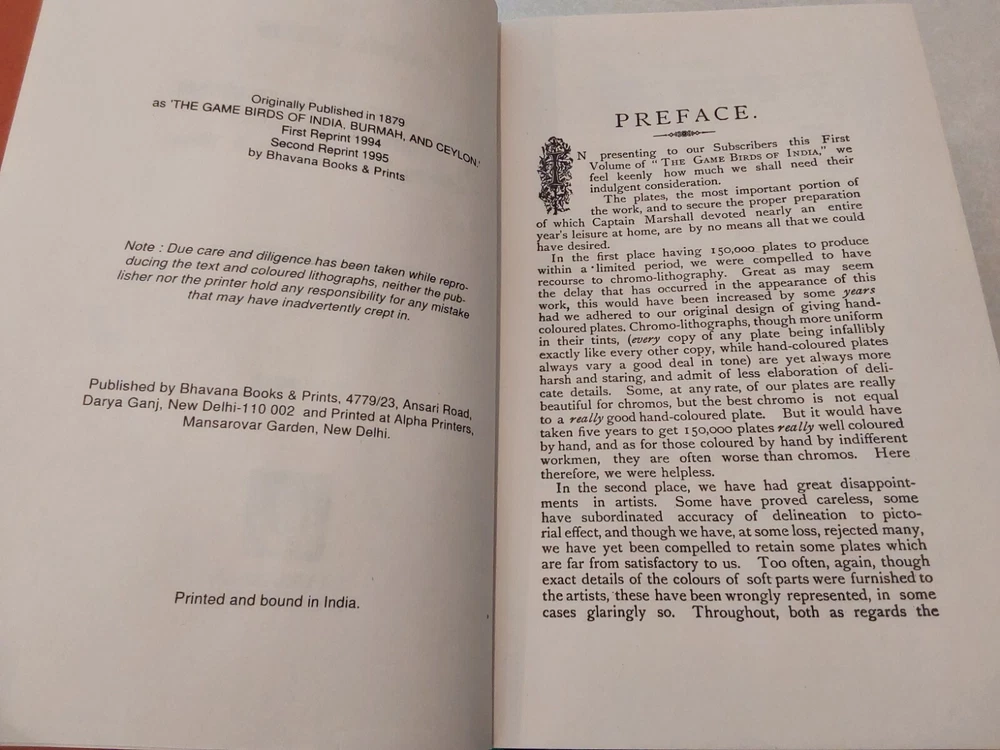 Originally Published in 1879
as 'THE GAME BIRDS OF INDIA, BURMAH, AND CEYLON,'
First Reprint 1994
Second Reprint 1995
by Bhavana Books & Prints
Note : Due care and diligence has been taken while repro-
ducing the text and coloured lithographs, neither the pub-
lisher nor the printer hold any responsibility for any mistake
that may have inadvertently crept in.
Published by Bhavana Books & Prints, 4779/23, Ansari Road,
Darya Ganj, New Delhi-110 002 and Printed at Alpha Printers,
Mansarovar Garden, New Delhi.
Printed and bound in India.
PREFACE.
IN presenting to our Subscribers this First
Volume of "THE GAME BIRDS OF INDIA," we
feel keenly how much we shall need their
indulgent consideration.
The plates, the most important portion of
the work, and to secure the proper preparation
of which Captain Marshall devoted nearly an entire
year's leisure at home, are by no means all that we could
have desired.
In the first place having 150,000 plates to produce
within a limited period, we were compelled to have
recourse to chromo-lithography. Great as may seem
the delay that has occurred in the appearance of this
work, this would have been increased by some years
had we adhered to our original design of giving hand-
coloured plates. Chromo-lithographs, though more uniform
in their tints, (every copy of any plate being infallibly
exactly like every other copy, while hand-coloured plates
always vary a good deal in tone) are yet always more
harsh and staring, and admit of less elaboration of deli-
cate details. Some, at any rate, of our plates are really
beautiful for chromos, but the best chromo is not equal
to a really good hand-coloured plate. But it would have
taken five years to get 150,000 plates really well coloured
by hand, and as for those coloured by hand by indifferent
workmen, they are often worse than chromos. Here
therefore, we were helpless.
In the second place, we have had great disappoint-
ments in artists. Some have proved careless, some
have subordinated accuracy of delineation to picto-
rial effect, and though we have, at some loss, rejected many,
we have yet been compelled to retain some plates which
are far from satisfactory to us. Too often, again, though
exact details of the colours of soft parts were furnished to
the artists, these have been wrongly represented, in some
cases glaringly so. Throughout, both as regards the